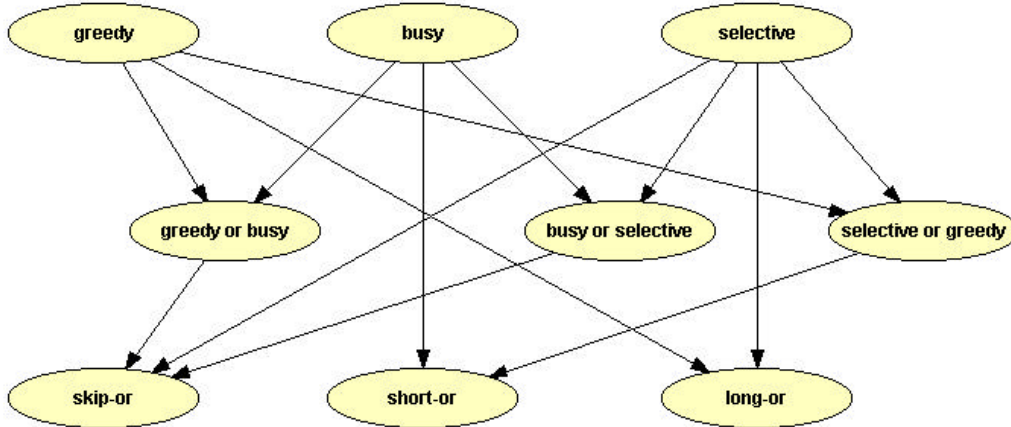 greedy
busy
selective
greedy or busy
busy or selective
selective or greedy
skip-or
short-or
long-or